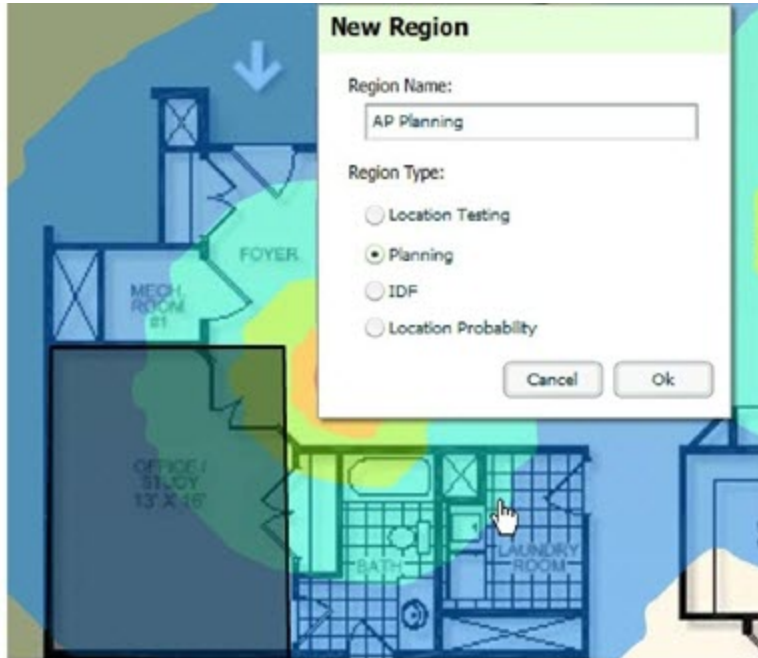 New Region
Region Name:
AP Planning
Region Type:
Location Testing
Planning
IDF
Location Probability
Cancel
Ok
FOYER
MECH.
ROOM
#1
OFFICE /
STUDY
13' X 16'
BATH
LAUNDRY
ROOM